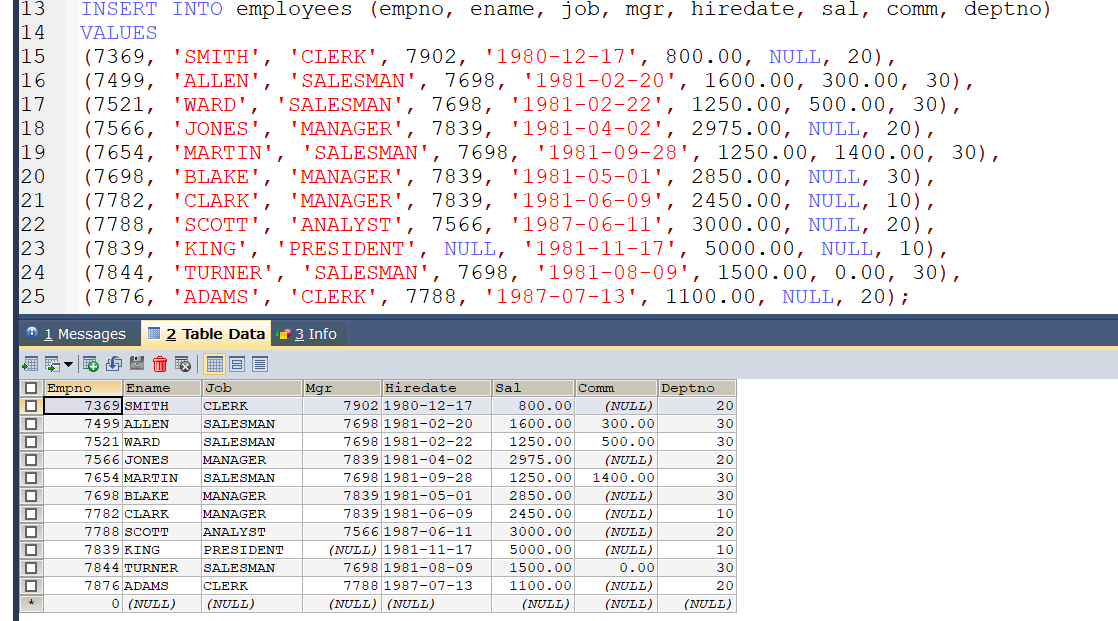 13 INSERT INTO employees (empno, ename, job, mgr, hiredate, sal, comm, deptno)
14 VALUES
15 (7369, 'SMITH', 'CLERK', 7902, '1980-12-17', 800.00, NULL, 20),
16 (7499, 'ALLEN', 'SALESMAN', 7698, '1981-02-20', 1600.00, 300.00, 30),
17 (7521, 'WARD', 'SALESMAN', 7698, '1981-02-22', 1250.00, 500.00, 30),
18 (7566, 'JONES', 'MANAGER', 7839, '1981-04-02', 2975.00, NULL, 20),
19 (7654, 'MARTIN', 'SALESMAN', 7698, '1981-09-28', 1250.00, 1400.00, 30),
20 (7698, 'BLAKE', 'MANAGER', 7839, '1981-05-01', 2850.00, NULL, 30),
21 (7782, 'CLARK', 'MANAGER', 7839, '1981-06-09', 2450.00, NULL, 10),
22 (7788, 'SCOTT', 'ANALYST', 7566, '1987-06-11', 3000.00, NULL, 20),
23 (7839, 'KING', 'PRESIDENT', NULL, '1981-11-17', 5000.00, NULL, 10),
24 (7844, 'TURNER', 'SALESMAN', 7698, '1981-08-09', 1500.00, 0.00, 30),
25 (7876, 'ADAMS', 'CLERK', 7788, '1987-07-13', 1100.00, NULL, 20);
1 Messages 2 Table Data 3 Info
Empno Ename Job Mgr Hiredate Sal Comm Deptno
7369 SMITH CLERK 7902 1980-12-17 800.00 (NULL) 20
7499 ALLEN SALESMAN 7698 1981-02-20 1600.00 300.00 30
7521 WARD SALESMAN 7698 1981-02-22 1250.00 500.00 30
7566 JONES MANAGER 7839 1981-04-02 2975.00 (NULL) 20
7654 MARTIN SALESMAN 7698 1981-09-28 1250.00 1400.00 30
7698 BLAKE MANAGER 7839 1981-05-01 2850.00 (NULL) 30
7782 CLARK MANAGER 7839 1981-06-09 2450.00 (NULL) 10
7788 SCOTT ANALYST 7566 1987-06-11 3000.00 (NULL) 20
7839 KING PRESIDENT (NULL) 1981-11-17 5000.00 (NULL) 10
7844 TURNER SALESMAN 7698 1981-08-09 1500.00 0.00 30
7876 ADAMS CLERK 7788 1987-07-13 1100.00 (NULL) 20
* 0 (NULL) (NULL) (NULL) (NULL) (NULL) (NULL) (NULL)